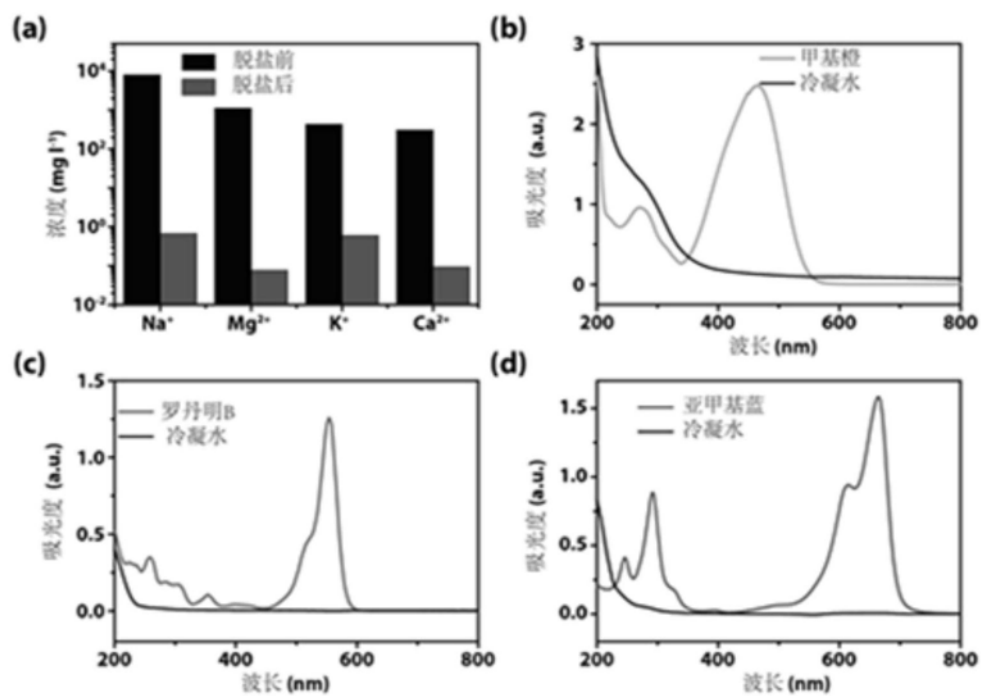 (a)
脱盐前
脱盐后
浓度 (mg l⁻¹)
10⁴
10²
10⁰
10⁻²
Na⁺
Mg²⁺
K⁺
Ca²⁺
(b)
甲基橙
冷凝水
吸光度 (a.u.)
3
2
1
0
200
400
600
800
波长 (nm)
(c)
罗丹明B
冷凝水
吸光度 (a.u.)
1.5
1.0
0.5
0.0
200
400
600
800
波长 (nm)
(d)
亚甲基蓝
冷凝水
吸光度 (a.u.)
1.5
1.0
0.5
0.0
200
400
600
800
波长 (nm)